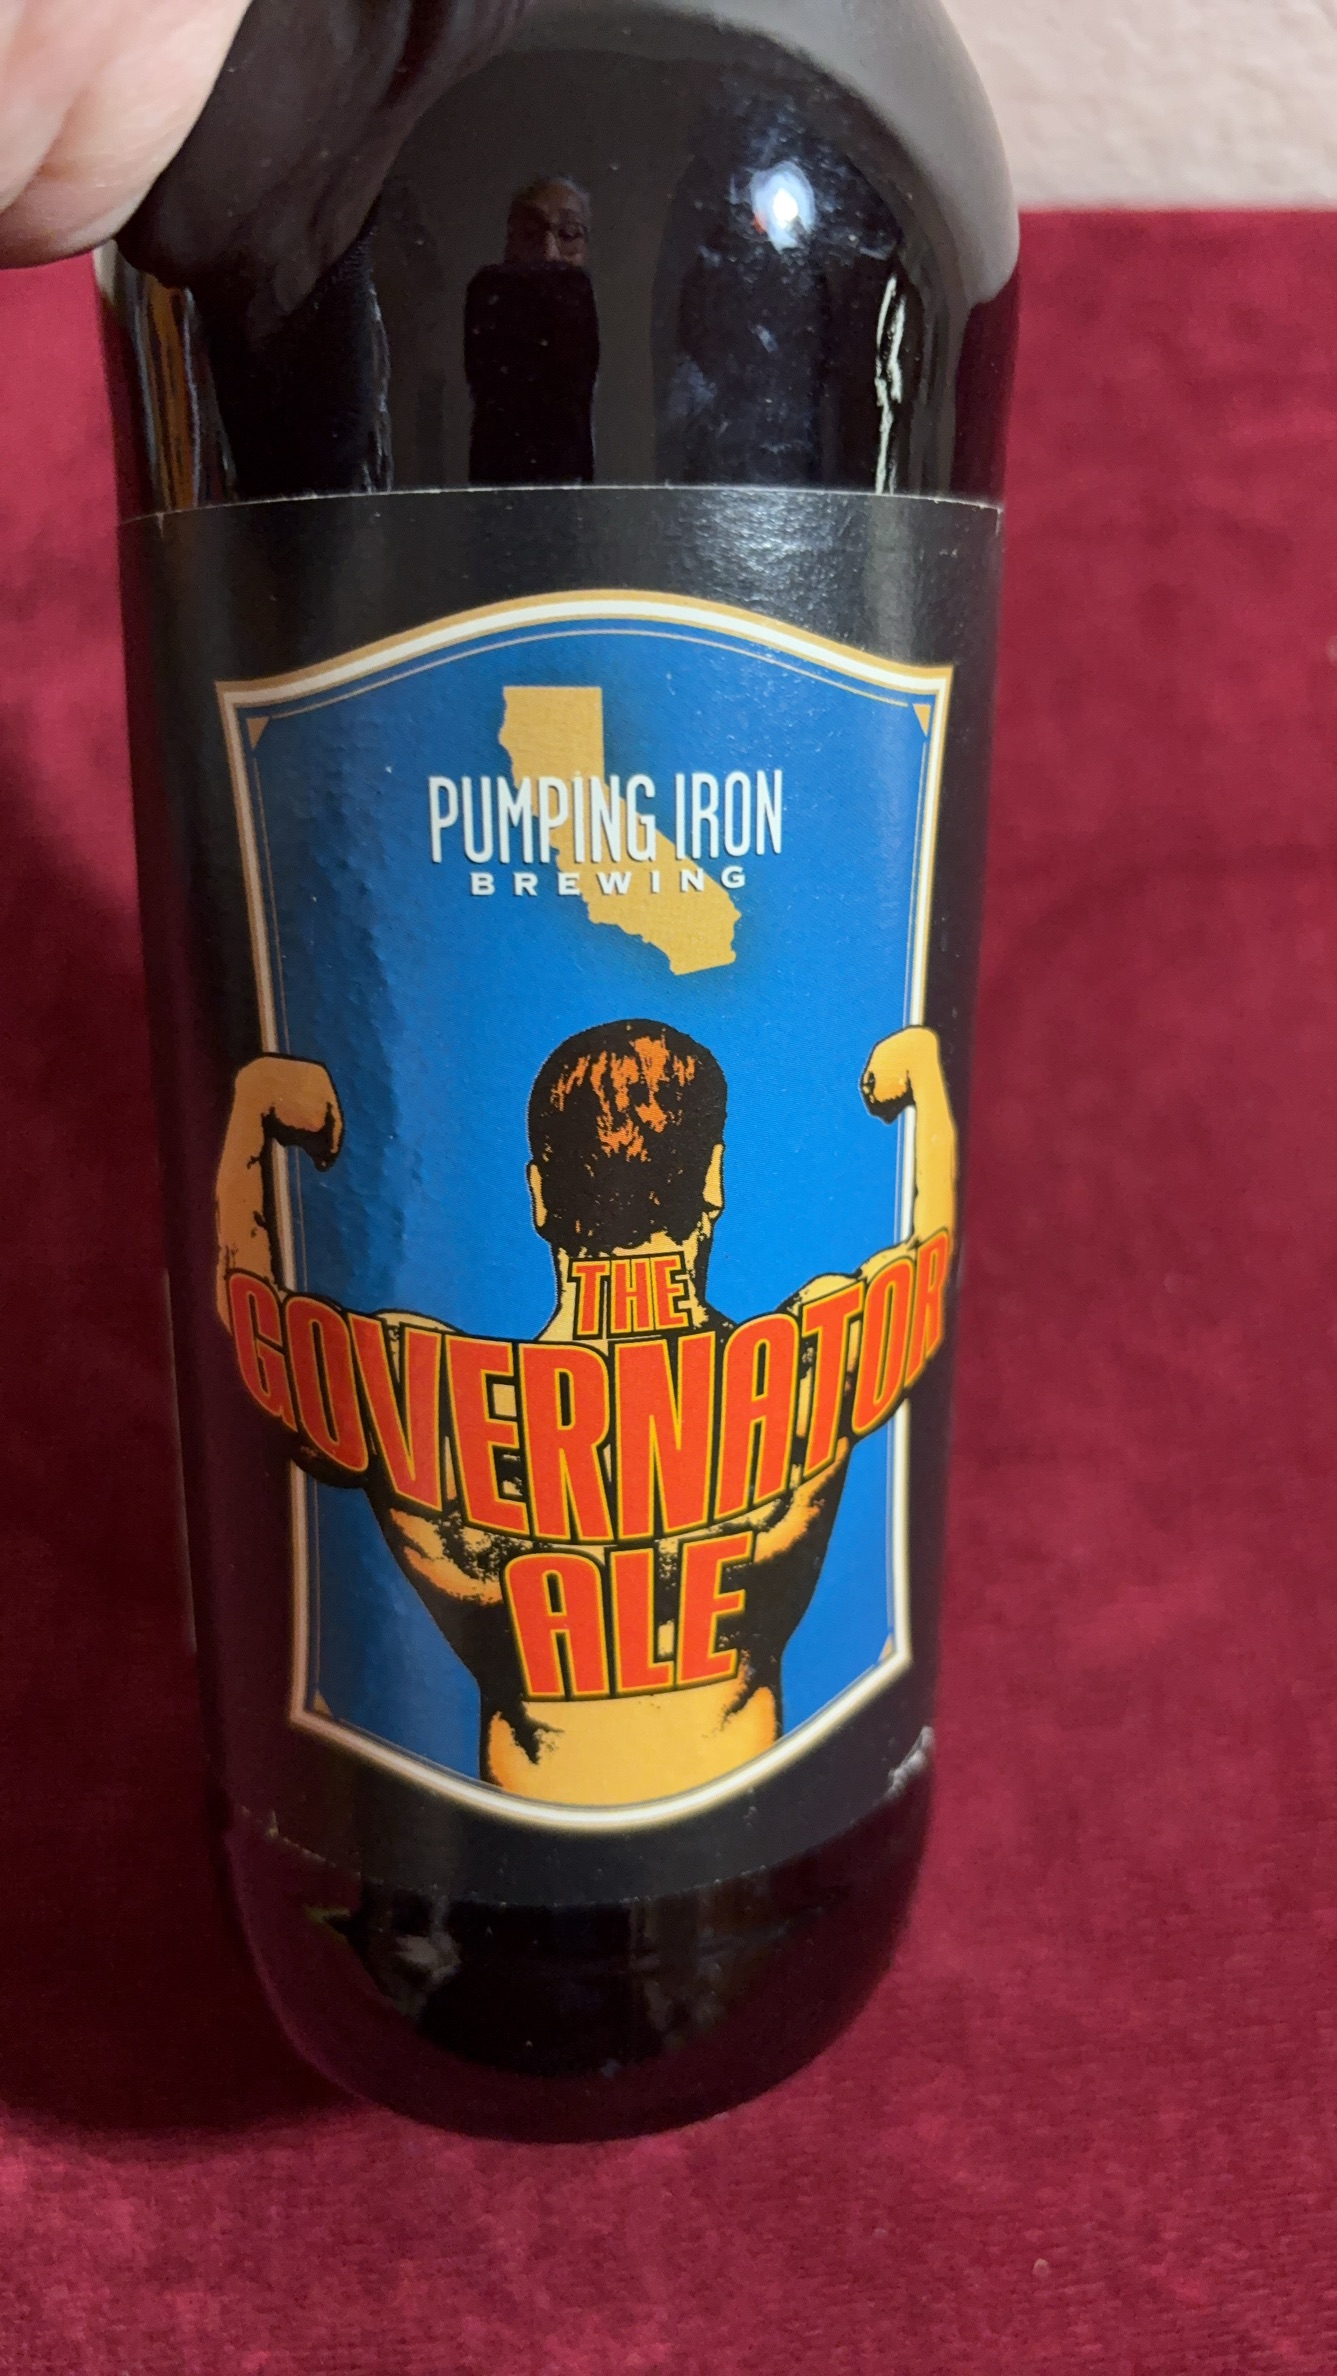 PUMPING IRON
BREWING
THE
GOVERNATOR
ALE